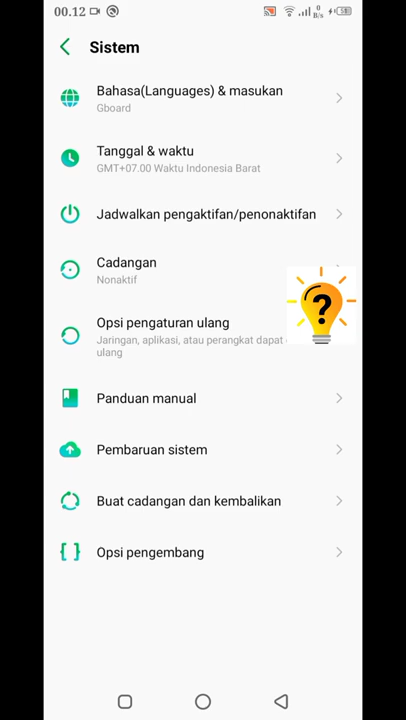 00.12
0
B/s
58
Sistem
Bahasa(Languages) & masukan
Gboard
Tanggal & waktu
GMT+07.00 Waktu Indonesia Barat
Jadwalkan pengaktifan/penonaktifan
Cadangan
Nonaktif
?
Opsi pengaturan ulang
Jaringan, aplikasi, atau perangkat dapat
ulang
Panduan manual
Pembaruan sistem
Buat cadangan dan kembalikan
Opsi pengembang